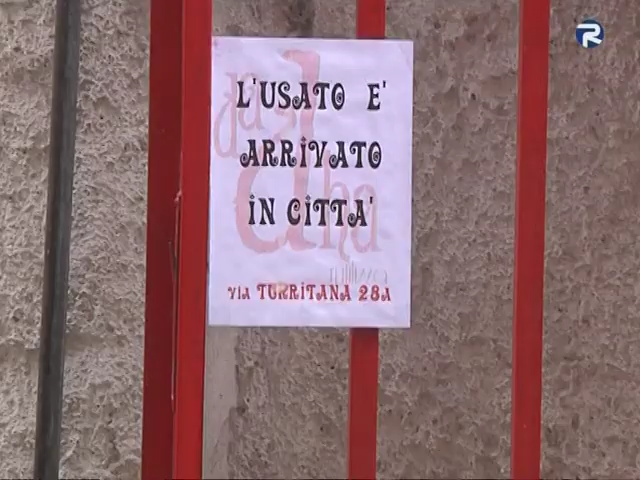 L'USATO E'
ARRIVATO
IN CITTA'
VIA TURRITANA 28A